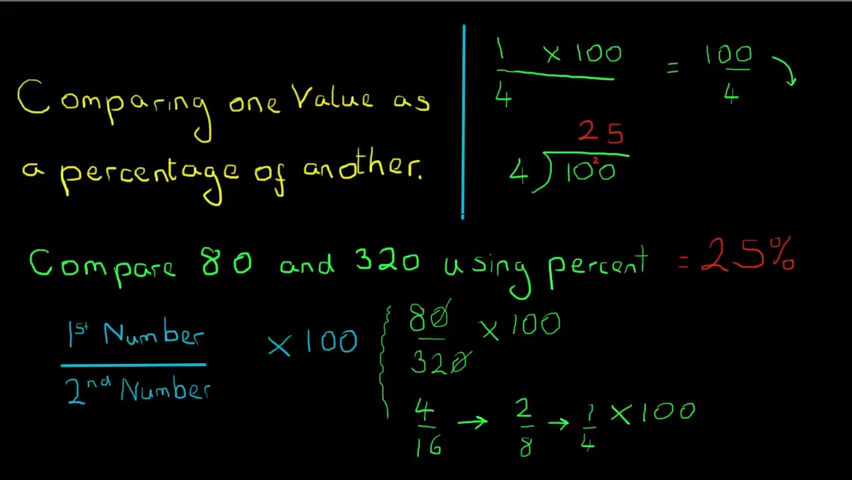 Comparing one Value as
a percentage of another.
1/4 × 100 = 100/4
25
4 ) 10²0
Compare 80 and 320 using percent = 25%
1st Number
2nd Number
× 100
80/320 × 100
4/16 → 2/8 → 1/4 × 100